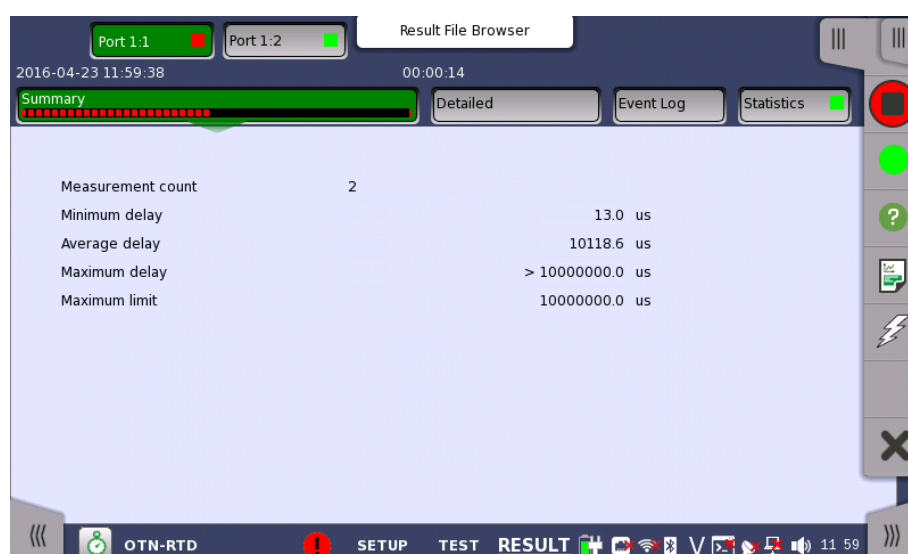 Result File Browser
Port 1:1 Port 1:2
2016-04-23 11:59:38 00:00:14
Summary Detailed Event Log Statistics
Measurement count 2
Minimum delay 13.0 us
Average delay 10118.6 us
Maximum delay > 10000000.0 us
Maximum limit 10000000.0 us
OTN-RTD SETUP TEST RESULT 11 59